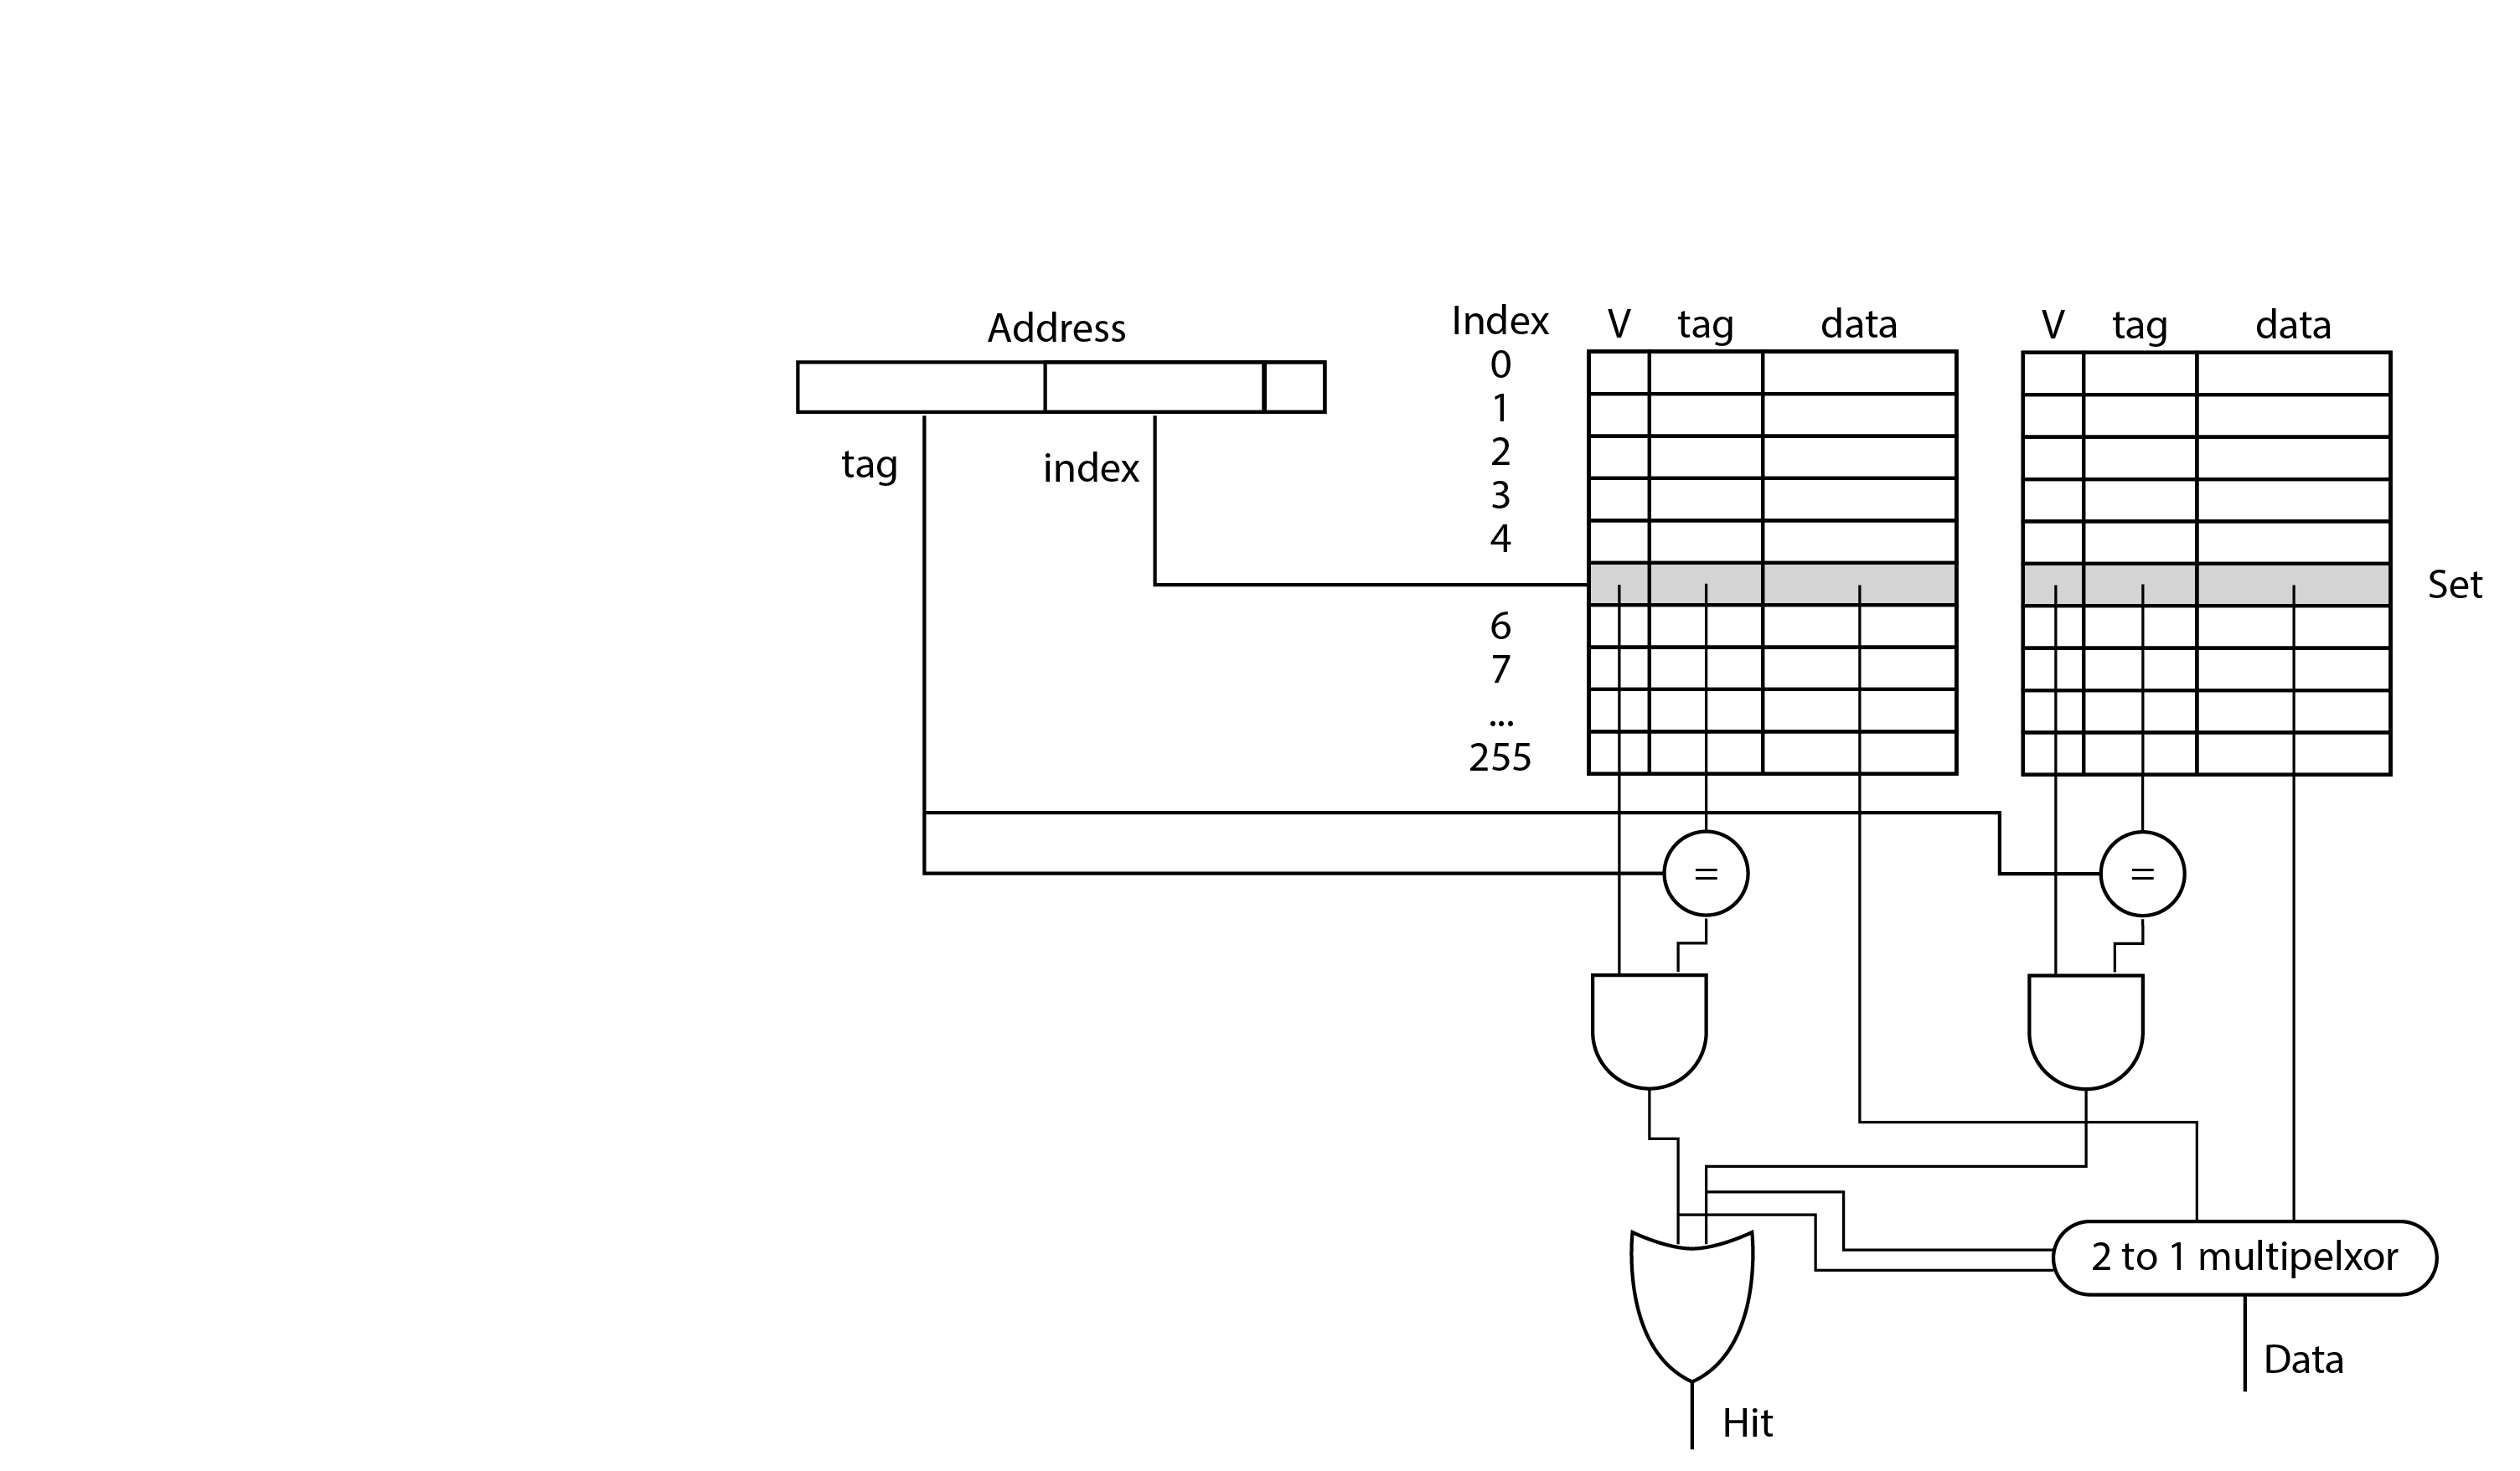 Address
tag
index
Index
0
1
2
3
4
6
7
...
255
V tag data
V tag data
Set
=
=
2 to 1 multipelxor
Data
Hit